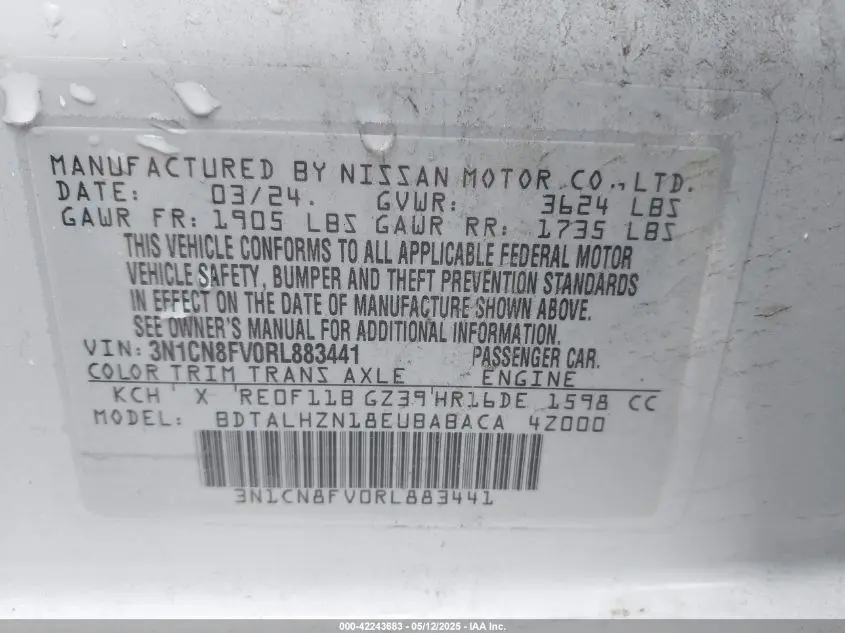 MANUFACTURED BY NISSAN MOTOR CO., LTD.
DATE: 03/24. GVWR: 3624 LBS
GAWR FR: 1905 LBS GAWR RR: 1735 LBS
THIS VEHICLE CONFORMS TO ALL APPLICABLE FEDERAL MOTOR
VEHICLE SAFETY, BUMPER AND THEFT PREVENTION STANDARDS
IN EFFECT ON THE DATE OF MANUFACTURE SHOWN ABOVE.
SEE OWNER'S MANUAL FOR ADDITIONAL INFORMATION.
VIN: 3N1CN8FV0RL883441 PASSENGER CAR.
COLOR TRIM TRANS AXLE ENGINE
KCH ' X 'RE0F11B GZ39'HR16DE 1598 CC
MODEL: BDTALHZN18EUBABACA 4Z000
3N1CN8FV0RL883441
000-42243683 - 05/12/2025 - IAA Inc.